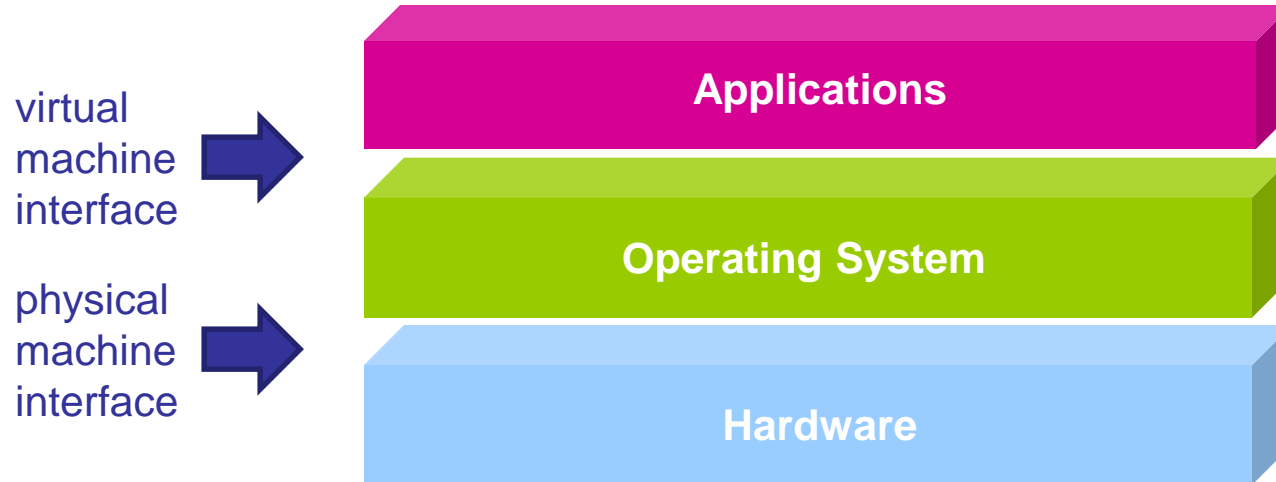 Applications
virtual
machine
interface
Operating System
physical
machine
interface
Hardware